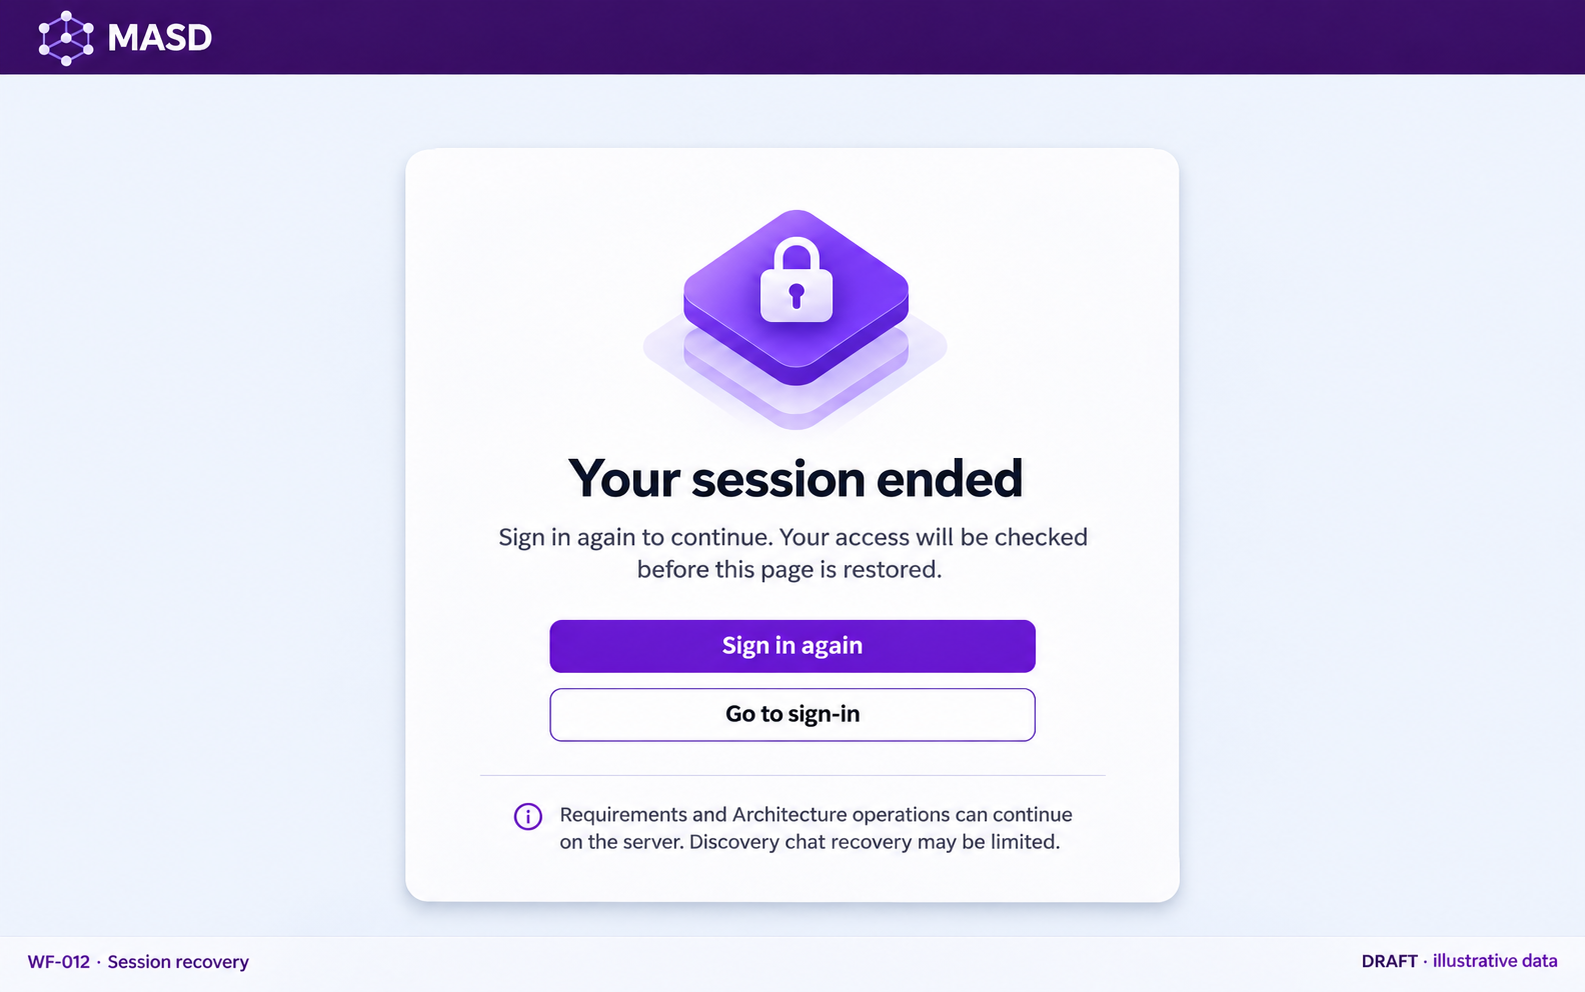 MASD
Your session ended
Sign in again to continue. Your access will be checked
before this page is restored.
Sign in again
Go to sign-in
Requirements and Architecture operations can continue
on the server. Discovery chat recovery may be limited.
WF-012 · Session recovery
DRAFT · illustrative data